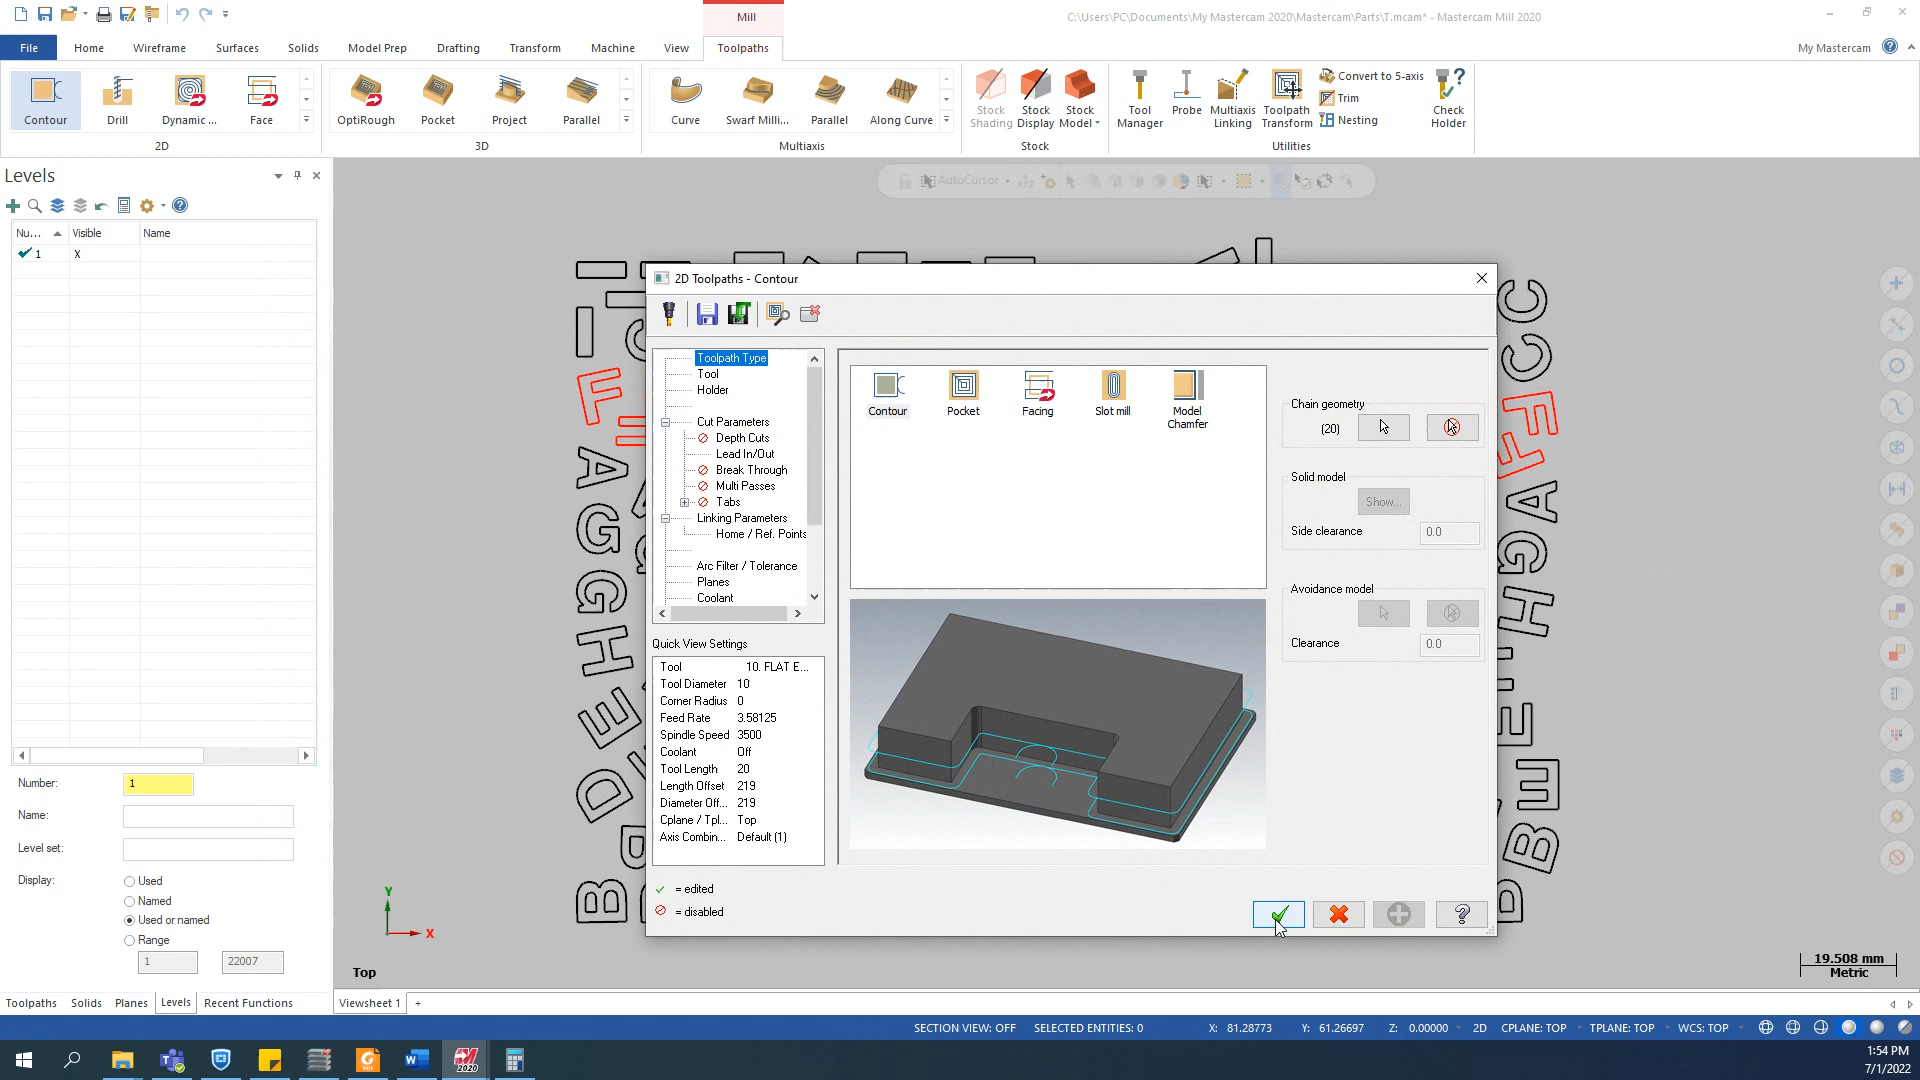 Mill
C:\Users\PC\Documents\My Mastercam 2020\Mastercam\Parts\T.mcam* - Mastercam Mill 2020
File Home Wireframe Surfaces Solids Model Prep Drafting Transform Machine View Toolpaths My Mastercam
Contour Drill Dynamic ... Face OptiRough Pocket Project Parallel Curve Swarf Milli... Parallel Along Curve
Stock Shading Stock Display Stock Model Tool Manager Probe Multiaxis Linking Toolpath Transform Convert to 5-axis Trim Nesting Check Holder
2D 3D Multiaxis Stock Utilities
Levels
AutoCursor
Nu... Visible Name
1 X
2D Toolpaths - Contour
Toolpath Type
Tool
Holder
Cut Parameters
Depth Cuts
Lead In/Out
Break Through
Multi Passes
Tabs
Linking Parameters
Home / Ref. Points
Arc Filter / Tolerance
Planes
Coolant
Contour Pocket Facing Slot mill Model Chamfer
Chain geometry
(20)
Solid model
Show...
Side clearance 0.0
Avoidance model
Clearance 0.0
Quick View Settings
Tool 10. FLAT E...
Tool Diameter 10
Corner Radius 0
Feed Rate 3.58125
Spindle Speed 3500
Coolant Off
Tool Length 20
Length Offset 219
Diameter Off... 219
Cplane / Tpl... Top
Axis Combin... Default (1)
= edited
= disabled
Number: 1
Name:
Level set:
Display: Used
Named
Used or named
Range
1 22007
Y
X
Top
19.508 mm
Metric
Toolpaths Solids Planes Levels Recent Functions Viewsheet 1 +
SECTION VIEW: OFF SELECTED ENTITIES: 0 X: 81.28773 Y: 61.26697 Z: 0.00000 2D CPLANE: TOP TPLANE: TOP WCS: TOP
2020
1:54 PM
7/1/2022